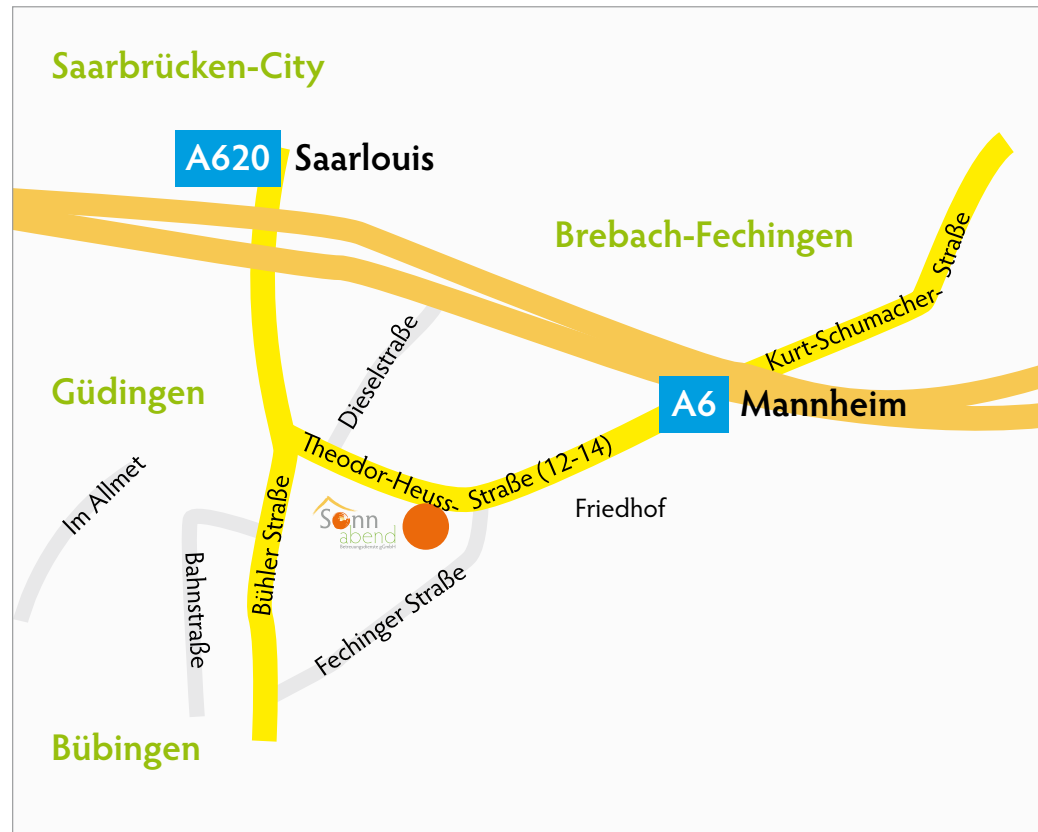 Saarbrücken-City
A620 Saarlouis
Brebach-Fechingen
Kurt-Schumacher-
Straße
Dieselstraße
Güdingen
A6 Mannheim
Theodor-Heuss-
Straße (12-14)
Im Allmet
Friedhof
Sonn
abend
Bühler Straße
Bahnstraße
Fechinger Straße
Bübingen